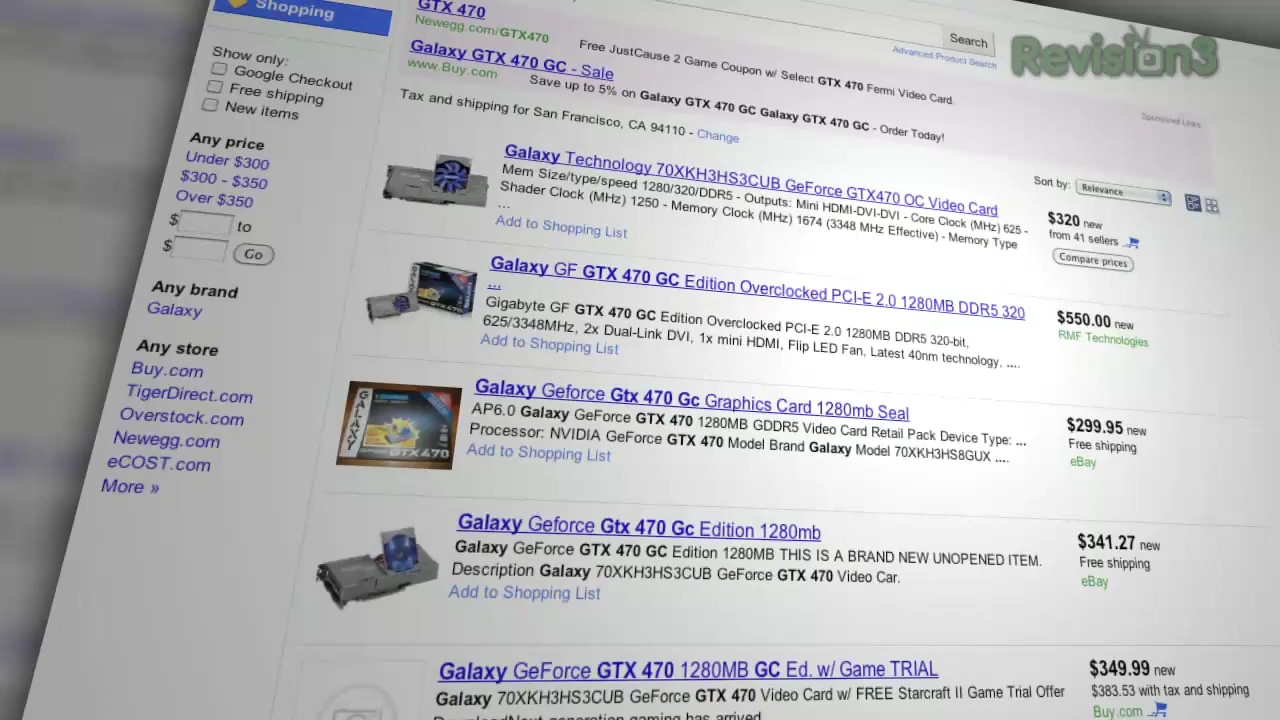 Shopping
Show only:
Google Checkout
Free shipping
New items
Any price
Under $300
$300 - $350
Over $350
$ to
$ Go
Any brand
Galaxy
Any store
Buy.com
TigerDirect.com
Overstock.com
Newegg.com
eCOST.com
More »
Search
Advanced Product Search
Revision3
GTX 470
Newegg.com/GTX470
Free JustCause 2 Game Coupon w/ Select GTX 470 Fermi Video Card.
Galaxy GTX 470 GC - Sale
www.Buy.com
Save up to 5% on Galaxy GTX 470 GC Galaxy GTX 470 GC - Order Today!
Sponsored Links
Tax and shipping for San Francisco, CA 94110 - Change
Sort by: Relevance
Galaxy Technology 70XKH3HS3CUB GeForce GTX470 OC Video Card
Mem Size/type/speed 1280/320/DDR5 - Outputs: Mini HDMI-DVI-DVI - Core Clock (MHz) 625 -
Shader Clock (MHz) 1250 - Memory Clock (MHz) 1674 (3348 MHz Effective) - Memory Type
...
Add to Shopping List
$320 new
from 41 sellers
Compare prices
Galaxy GF GTX 470 GC Edition Overclocked PCI-E 2.0 1280MB DDR5 320
...
Gigabyte GF GTX 470 GC Edition Overclocked PCI-E 2.0 1280MB DDR5 320-bit,
625/3348MHz, 2x Dual-Link DVI, 1x mini HDMI, Flip LED Fan, Latest 40nm technology, ....
Add to Shopping List
$550.00 new
RMF Technologies
GALAXY
GTX470
Galaxy Geforce Gtx 470 Gc Graphics Card 1280mb Seal
AP6.0 Galaxy GeForce GTX 470 1280MB GDDR5 Video Card Retail Pack Device Type: ...
Processor: NVIDIA GeForce GTX 470 Model Brand Galaxy Model 70XKH3HS8GUX ....
Add to Shopping List
$299.95 new
Free shipping
eBay
Galaxy Geforce Gtx 470 Gc Edition 1280mb
Galaxy GeForce GTX 470 GC Edition 1280MB THIS IS A BRAND NEW UNOPENED ITEM.
Description Galaxy 70XKH3HS3CUB GeForce GTX 470 Video Car.
Add to Shopping List
$341.27 new
Free shipping
eBay
Galaxy GeForce GTX 470 1280MB GC Ed. w/ Game TRIAL
Galaxy 70XKH3HS3CUB GeForce GTX 470 Video Card w/ FREE Starcraft II Game Trial Offer
$349.99 new
$383.53 with tax and shipping
Buy.com